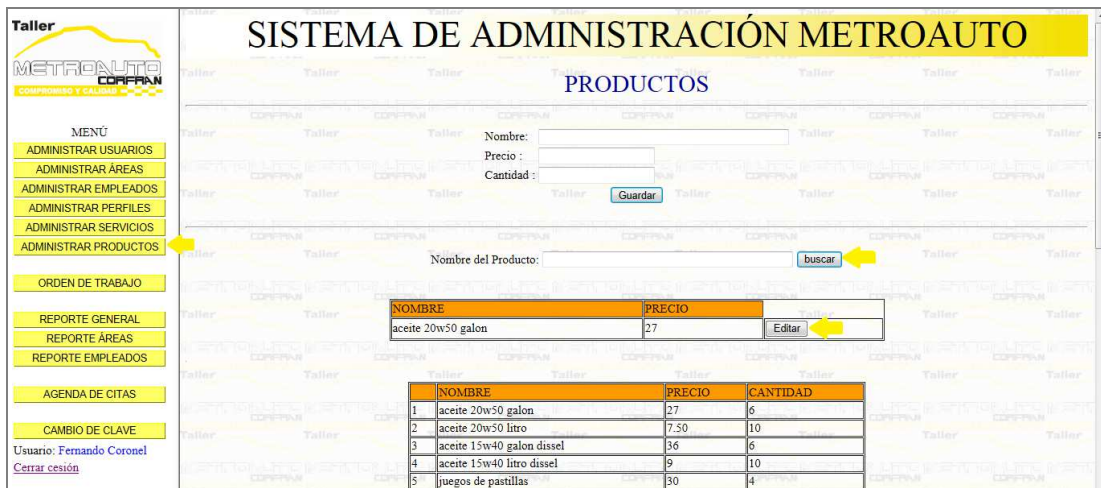 Taller
METROAUTO
CORFRAN
COMPROMISO Y CALIDAD
MENÚ
ADMINISTRAR USUARIOS
ADMINISTRAR ÁREAS
ADMINISTRAR EMPLEADOS
ADMINISTRAR PERFILES
ADMINISTRAR SERVICIOS
ADMINISTRAR PRODUCTOS
ORDEN DE TRABAJO
REPORTE GENERAL
REPORTE ÁREAS
REPORTE EMPLEADOS
AGENDA DE CITAS
CAMBIO DE CLAVE
Usuario: Fernando Coronel
Cerrar cesión
SISTEMA DE ADMINISTRACIÓN METROAUTO
PRODUCTOS
Nombre:
Precio :
Cantidad :
Guardar
Nombre del Producto: buscar
NOMBRE PRECIO
aceite 20w50 galon 27 Editar
NOMBRE PRECIO CANTIDAD
1 aceite 20w50 galon 27 6
2 aceite 20w50 litro 7.50 10
3 aceite 15w40 galon dissel 36 6
4 aceite 15w40 litro dissel 9 10
5 juegos de pastillas 30 4